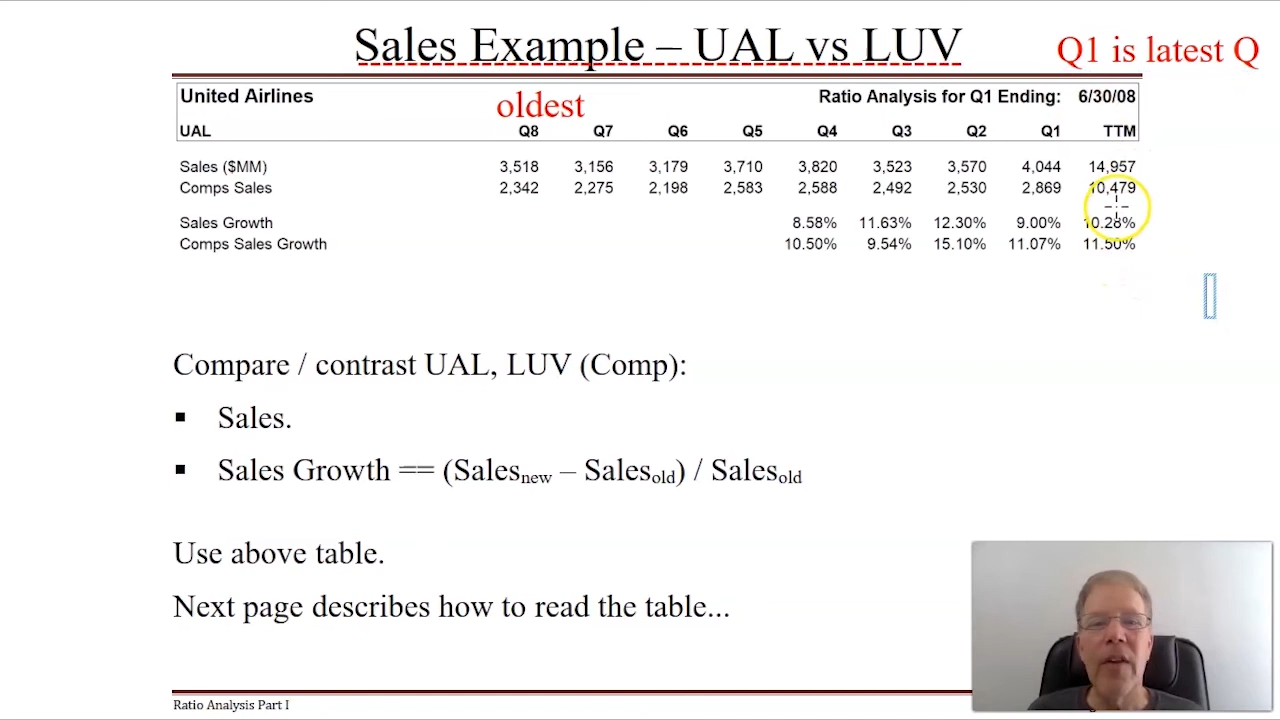 Sales Example – UAL vs LUV
Q1 is latest Q
United Airlines oldest Ratio Analysis for Q1 Ending: 6/30/08
UAL Q8 Q7 Q6 Q5 Q4 Q3 Q2 Q1 TTM
Sales ($MM) 3,518 3,156 3,179 3,710 3,820 3,523 3,570 4,044 14,957
Comps Sales 2,342 2,275 2,198 2,583 2,588 2,492 2,530 2,869 10,479
Sales Growth 8.58% 11.63% 12.30% 9.00% 10.28%
Comps Sales Growth 10.50% 9.54% 15.10% 11.07% 11.50%
Compare / contrast UAL, LUV (Comp):
▪ Sales.
▪ Sales Growth == (Salesnew – Salesold) / Salesold
Use above table.
Next page describes how to read the table...
Ratio Analysis Part I